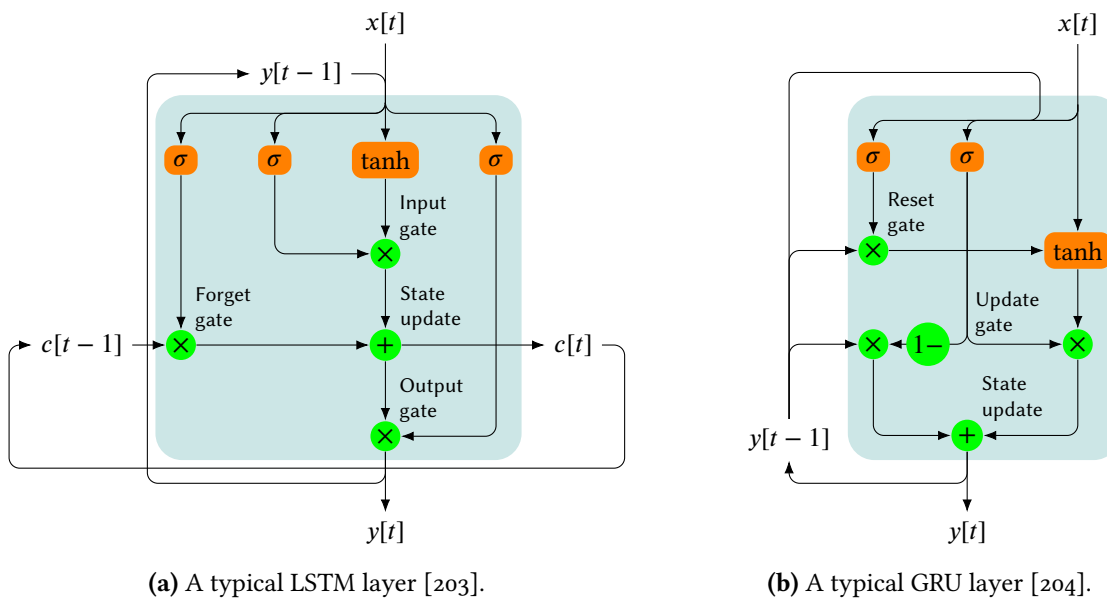 x[t]
y[t − 1]
σ
σ
tanh
σ
Input
gate
×
Forget
gate
State
update
c[t − 1]
×
+
c[t]
Output
gate
×
y[t]
(a) A typical LSTM layer [203].
x[t]
σ
σ
Reset
gate
×
tanh
Update
gate
×
1−
×
State
update
y[t − 1]
+
y[t]
(b) A typical GRU layer [204].